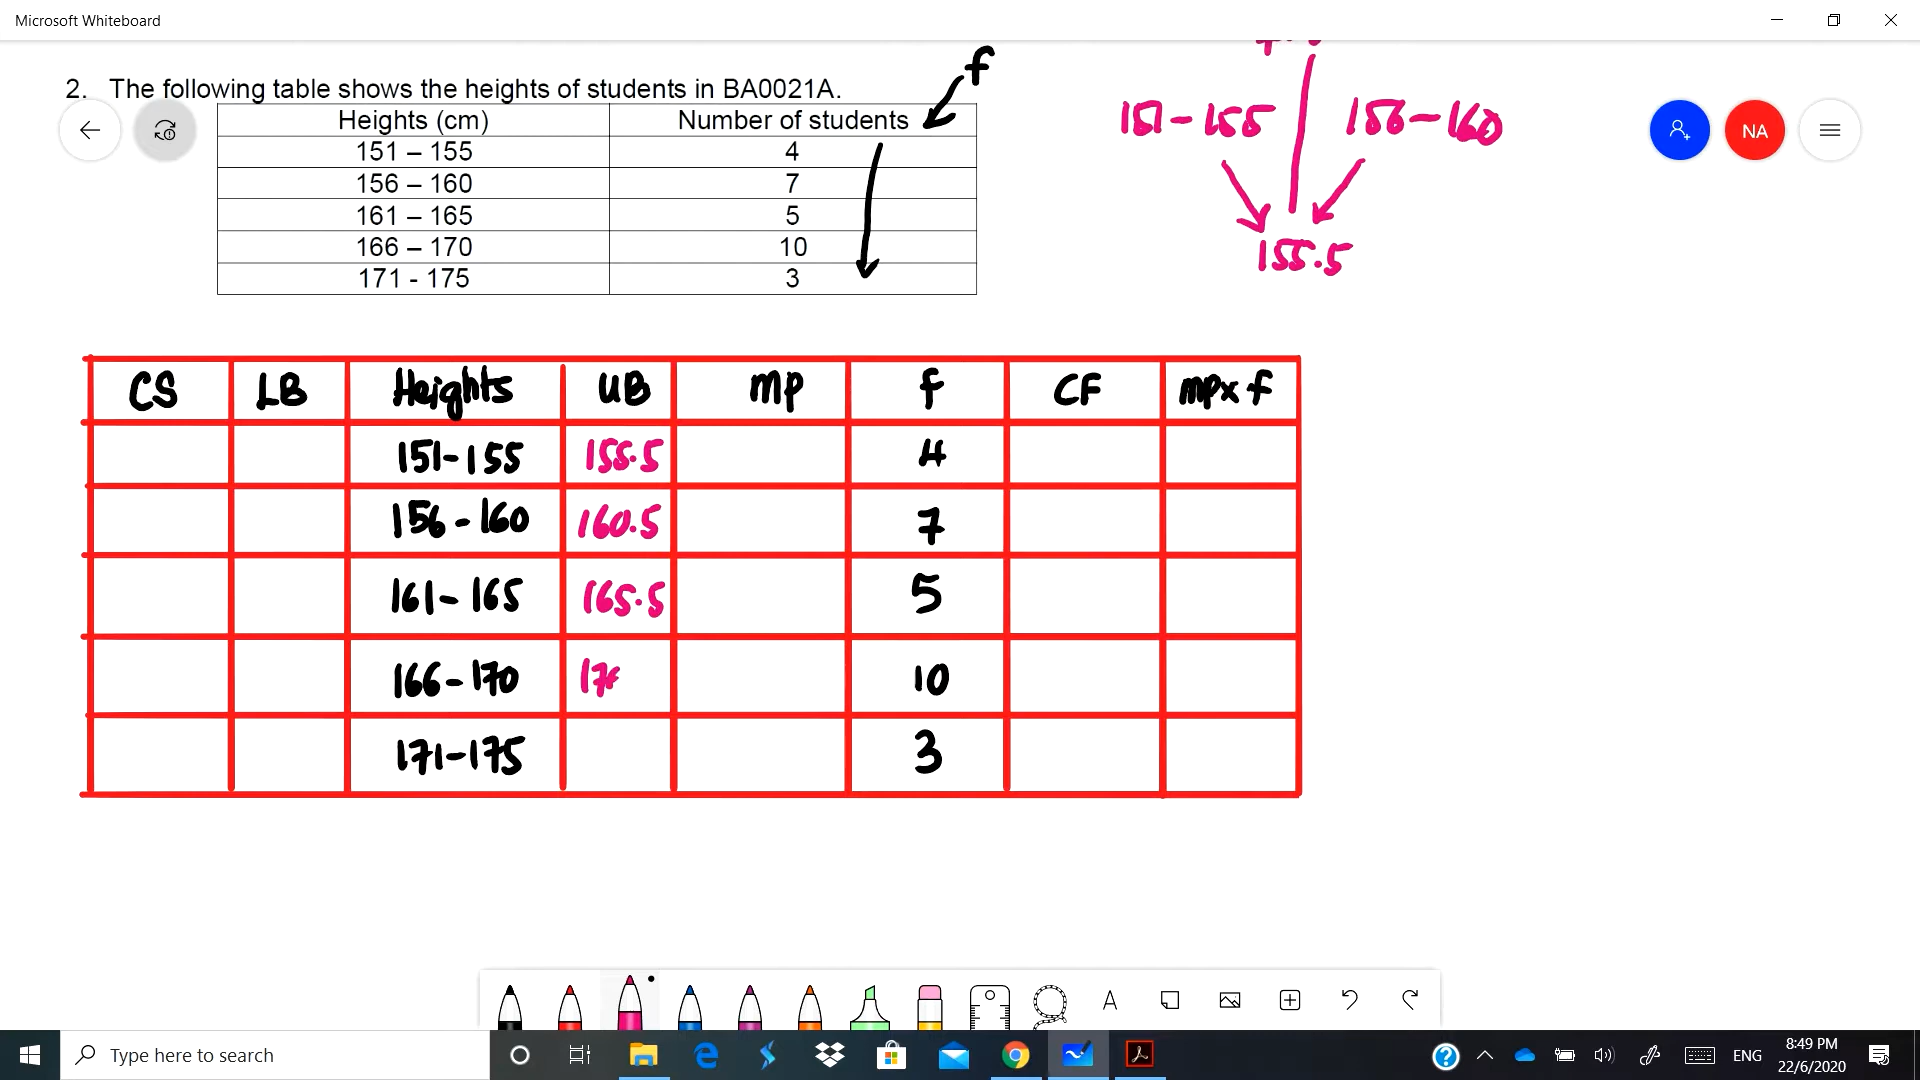 Microsoft Whiteboard
f
2. The following table shows the heights of students in BA0021A.
Heights (cm) Number of students
151 – 155 4
156 – 160 7
161 – 165 5
166 – 170 10
171 - 175 3
151 - 155 156 - 160
155.5
NA
CS LB Heights UB MP f CF MP x f
151-155 155.5 4
156-160 160.5 7
161-165 165.5 5
166-170 10
171-175 3
A
Type here to search
ENG
8:49 PM
22/6/2020